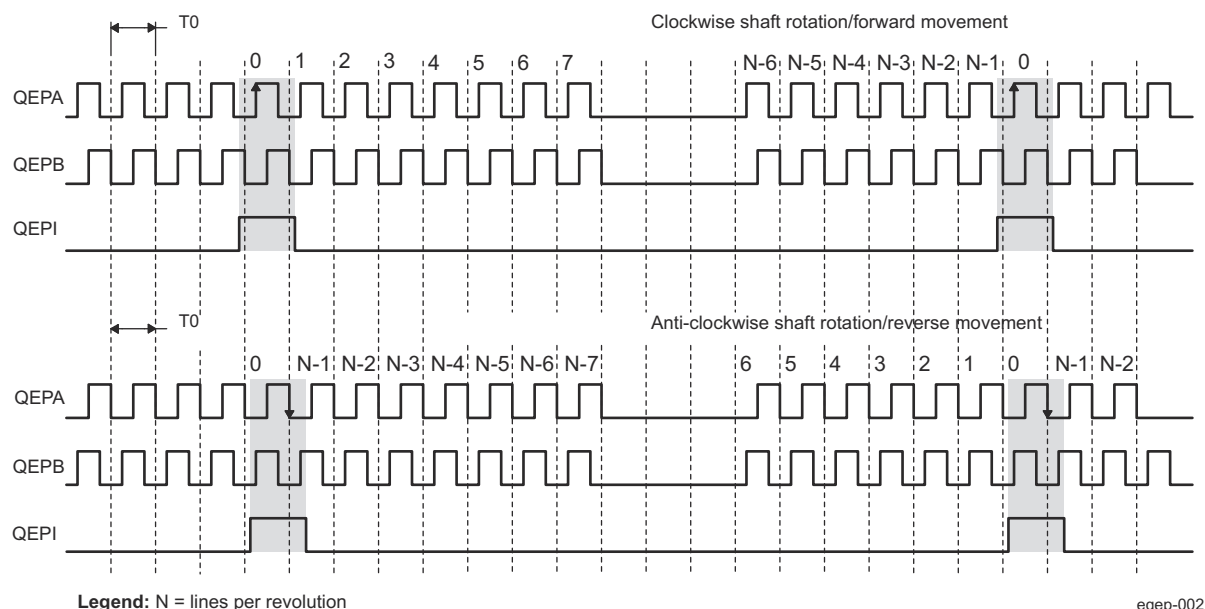 T0 Clockwise shaft rotation/forward movement
0 1 2 3 4 5 6 7 N-6 N-5 N-4 N-3 N-2 N-1 0
QEPA
QEPB
QEPI
T0 Anti-clockwise shaft rotation/reverse movement
0 N-1 N-2 N-3 N-4 N-5 N-6 N-7 6 5 4 3 2 1 0 N-1 N-2
QEPA
QEPB
QEPI
Legend: N = lines per revolution eqep-002